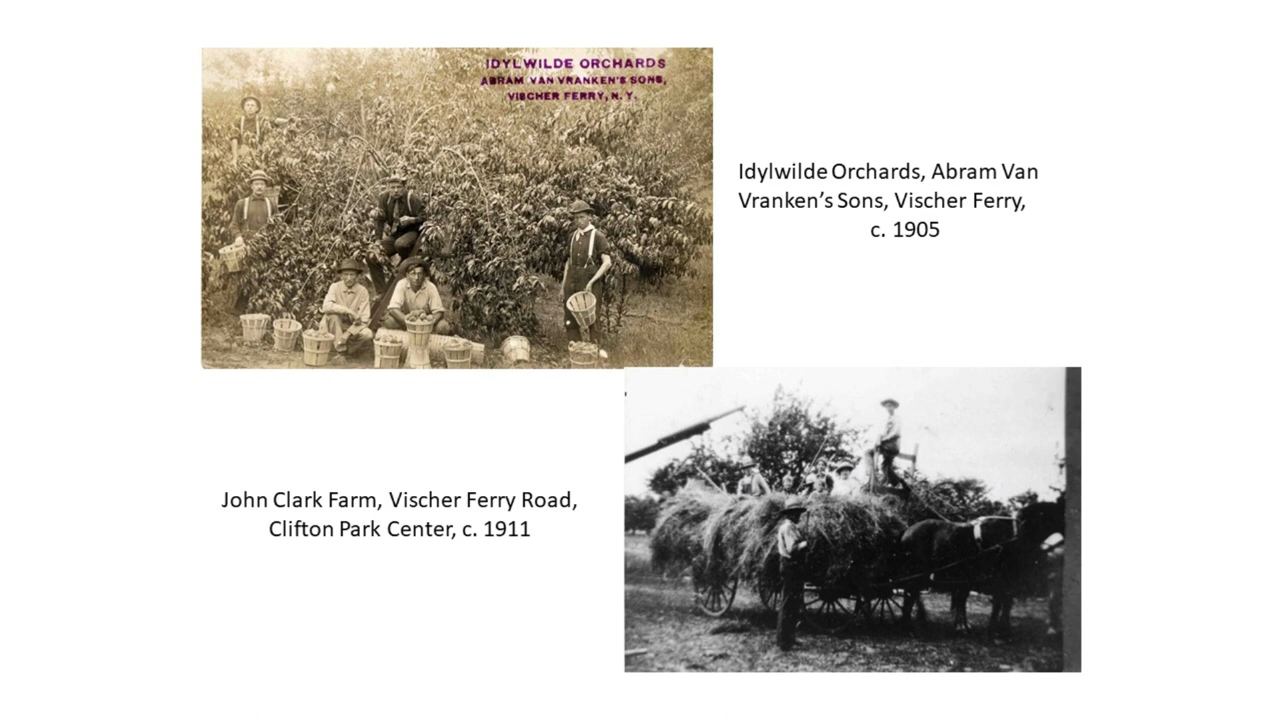 IDYLWILDE ORCHARDS
ABRAM VAN VRANKEN'S SONS,
VISCHER FERRY, N. Y.
Idylwilde Orchards, Abram Van
Vranken’s Sons, Vischer Ferry,
c. 1905
John Clark Farm, Vischer Ferry Road,
Clifton Park Center, c. 1911